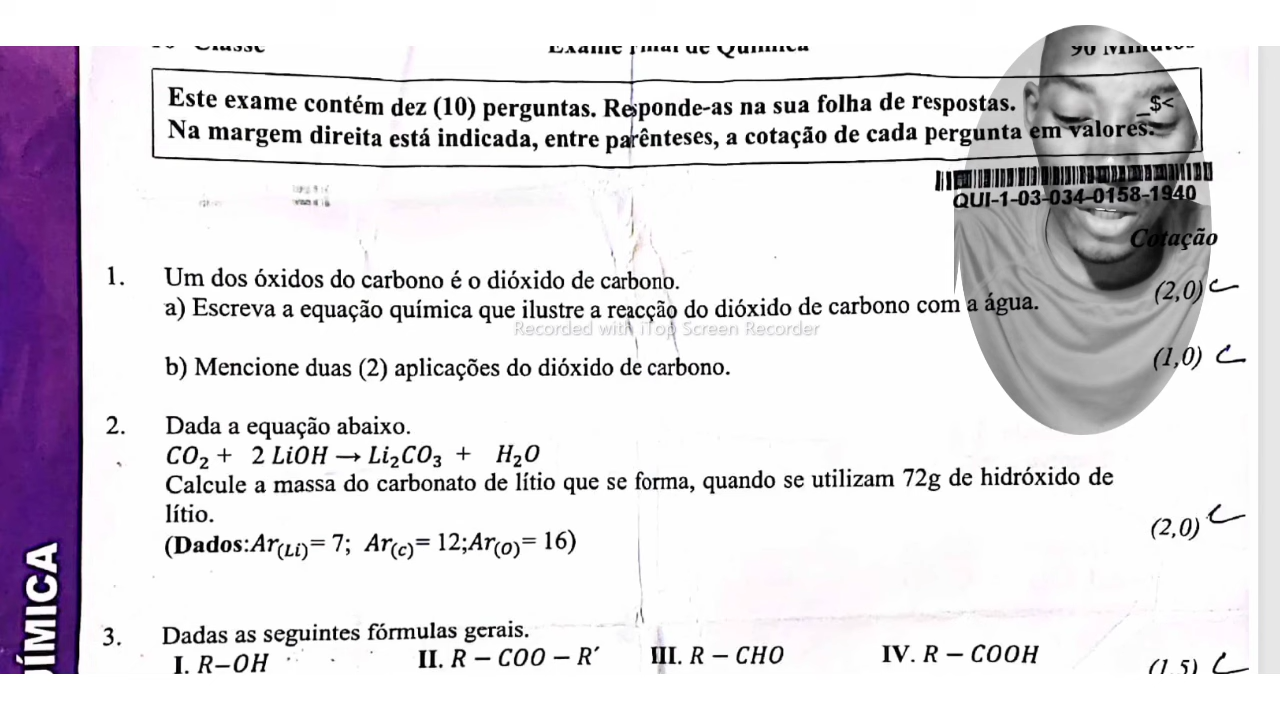 10ª Classe Exame Final de Química 90 Minutos
Este exame contém dez (10) perguntas. Responde-as na sua folha de respostas.
Na margem direita está indicada, entre parênteses, a cotação de cada pergunta em valores.
_$<
QUI-1-03-034-0158-1940
Cotação
1. Um dos óxidos do carbono é o dióxido de carbono.
a) Escreva a equação química que ilustre a reacção do dióxido de carbono com a água. (2,0)
Recorded with iTop Screen Recorder
b) Mencione duas (2) aplicações do dióxido de carbono. (1,0)
2. Dada a equação abaixo.
CO₂ + 2 LiOH → Li₂CO₃ + H₂O
Calcule a massa do carbonato de lítio que se forma, quando se utilizam 72g de hidróxido de
lítio. (2,0)
(Dados:Ar(Li)= 7; Ar(c)= 12;Ar(O)= 16)
3. Dadas as seguintes fórmulas gerais.
I. R–OH II. R – COO – R´ III. R – CHO IV. R – COOH (1,5)
ÍMICA